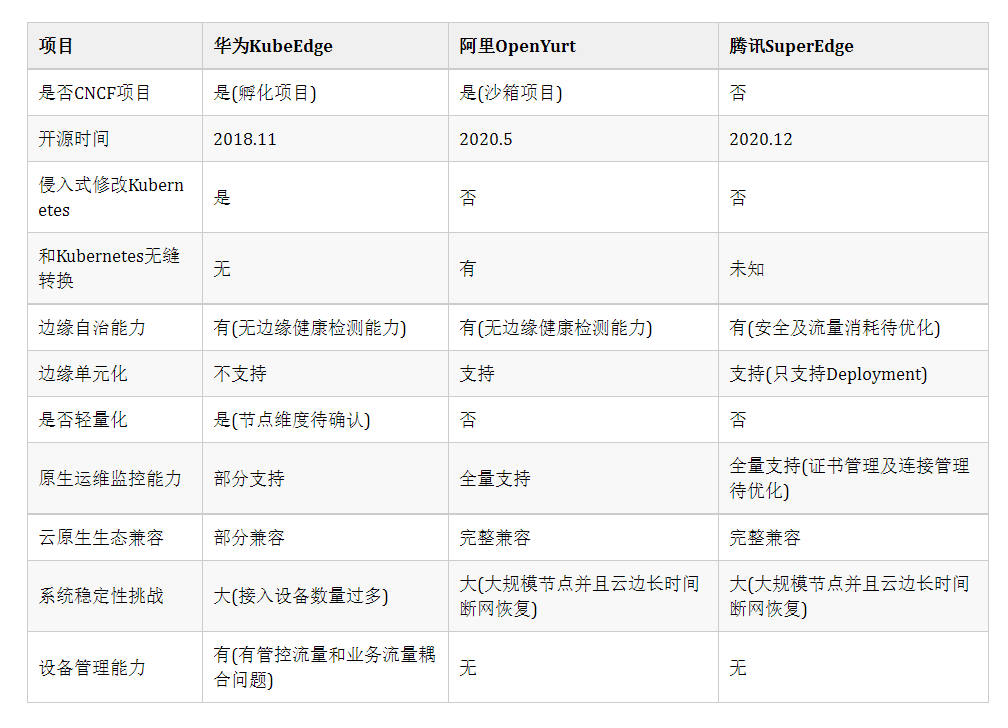 项目 华为KubeEdge 阿里OpenYurt 腾讯SuperEdge
是否CNCF项目 是(孵化项目) 是(沙箱项目) 否
开源时间 2018.11 2020.5 2020.12
侵入式修改Kubern
etes 是 否 否
和Kubernetes无缝
转换 无 有 未知
边缘自治能力 有(无边缘健康检测能力) 有(无边缘健康检测能力) 有(安全及流量消耗待优化)
边缘单元化 不支持 支持 支持(只支持Deployment)
是否轻量化 是(节点维度待确认) 否 否
原生运维监控能力 部分支持 全量支持 全量支持(证书管理及连接管理
待优化)
云原生生态兼容 部分兼容 完整兼容 完整兼容
系统稳定性挑战 大(接入设备数量过多) 大(大规模节点并且云边长时间
断网恢复) 大(大规模节点并且云边长时间
断网恢复)
设备管理能力 有(有管控流量和业务流量耦
合问题) 无 无